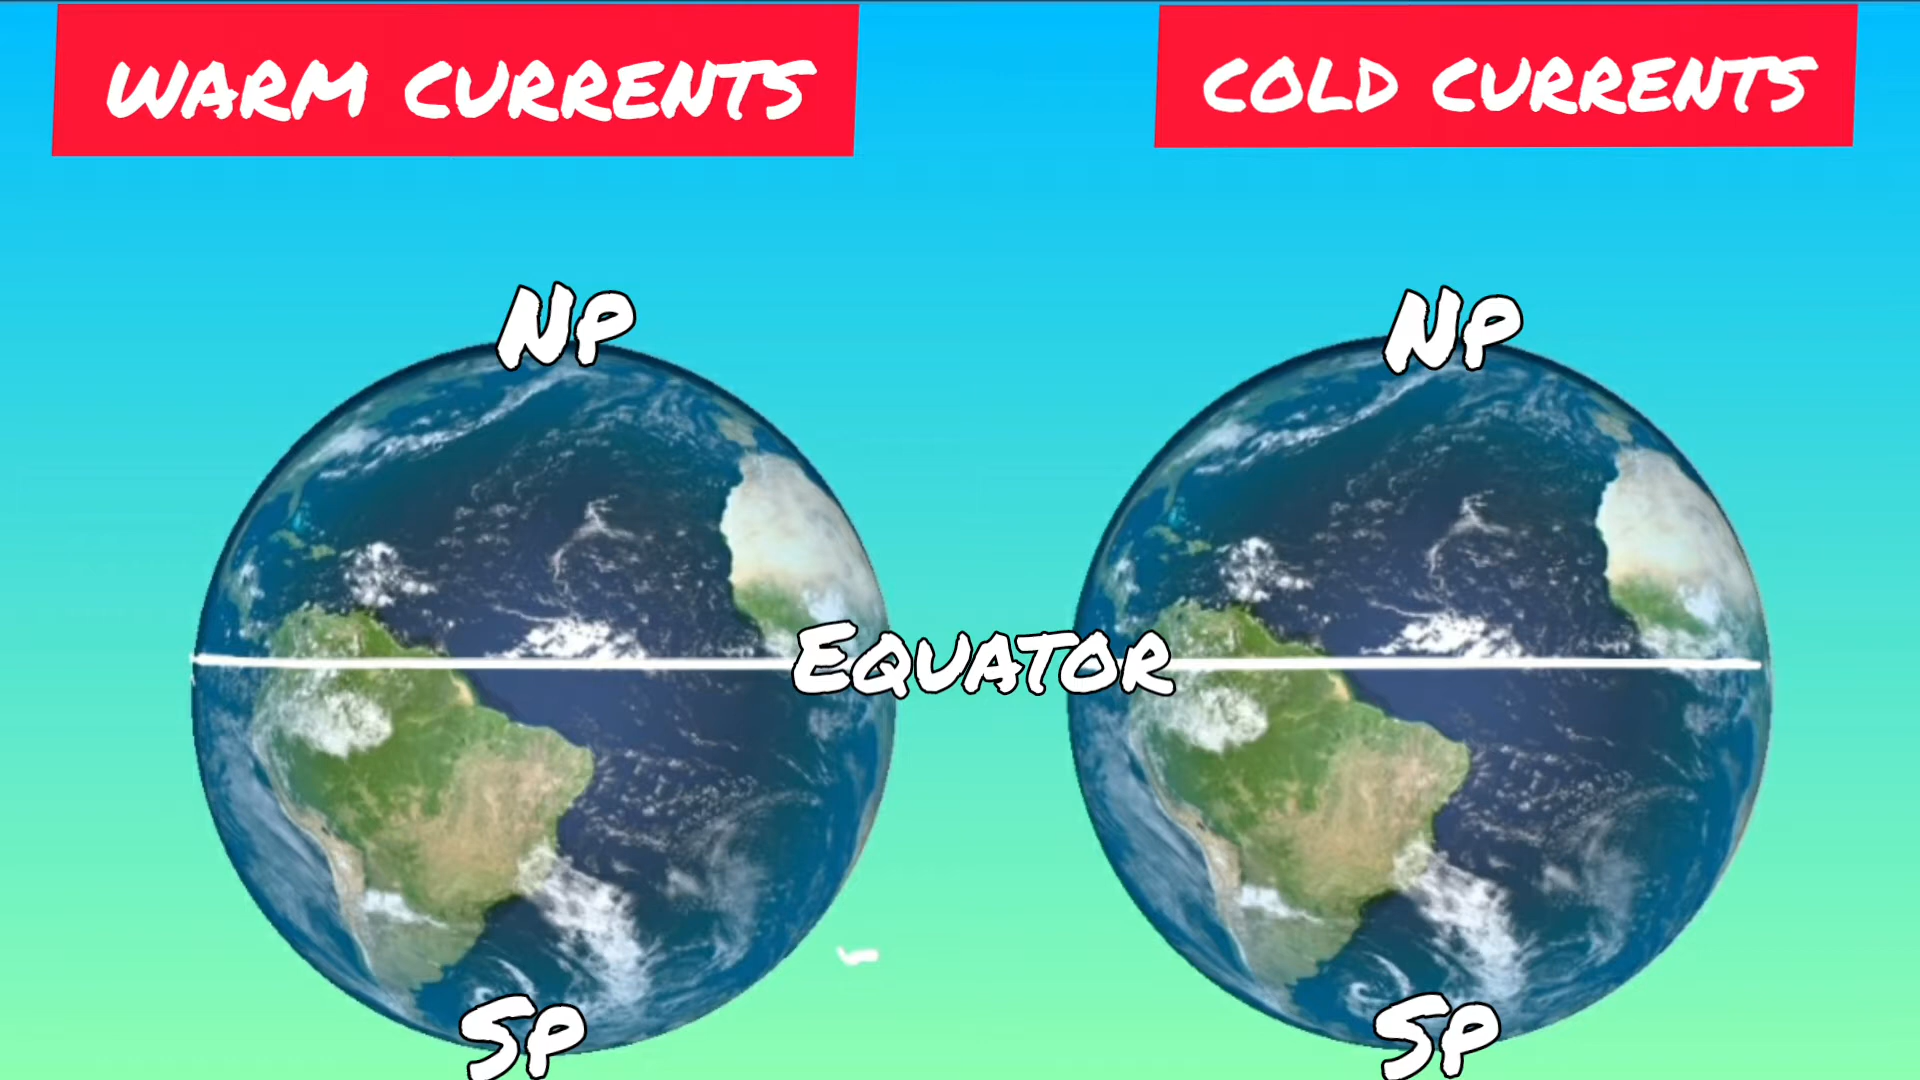 WARM CURRENTS
COLD CURRENTS
NP
NP
EQUATOR
SP
SP